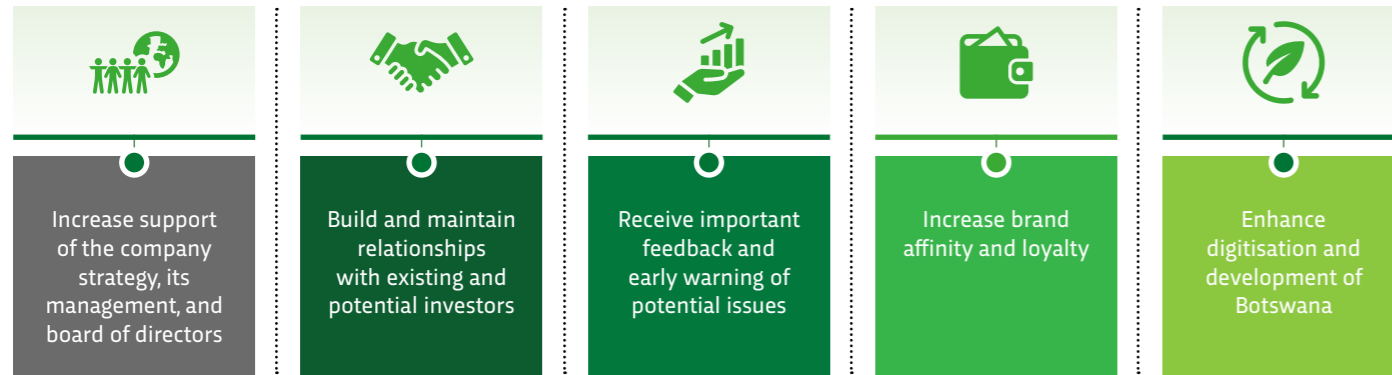 Increase support
of the company
strategy, its
management, and
board of directors
Build and maintain
relationships
with existing and
potential investors
Receive important
feedback and
early warning of
potential issues
Increase brand
affinity and loyalty
Enhance
digitisation and
development of
Botswana